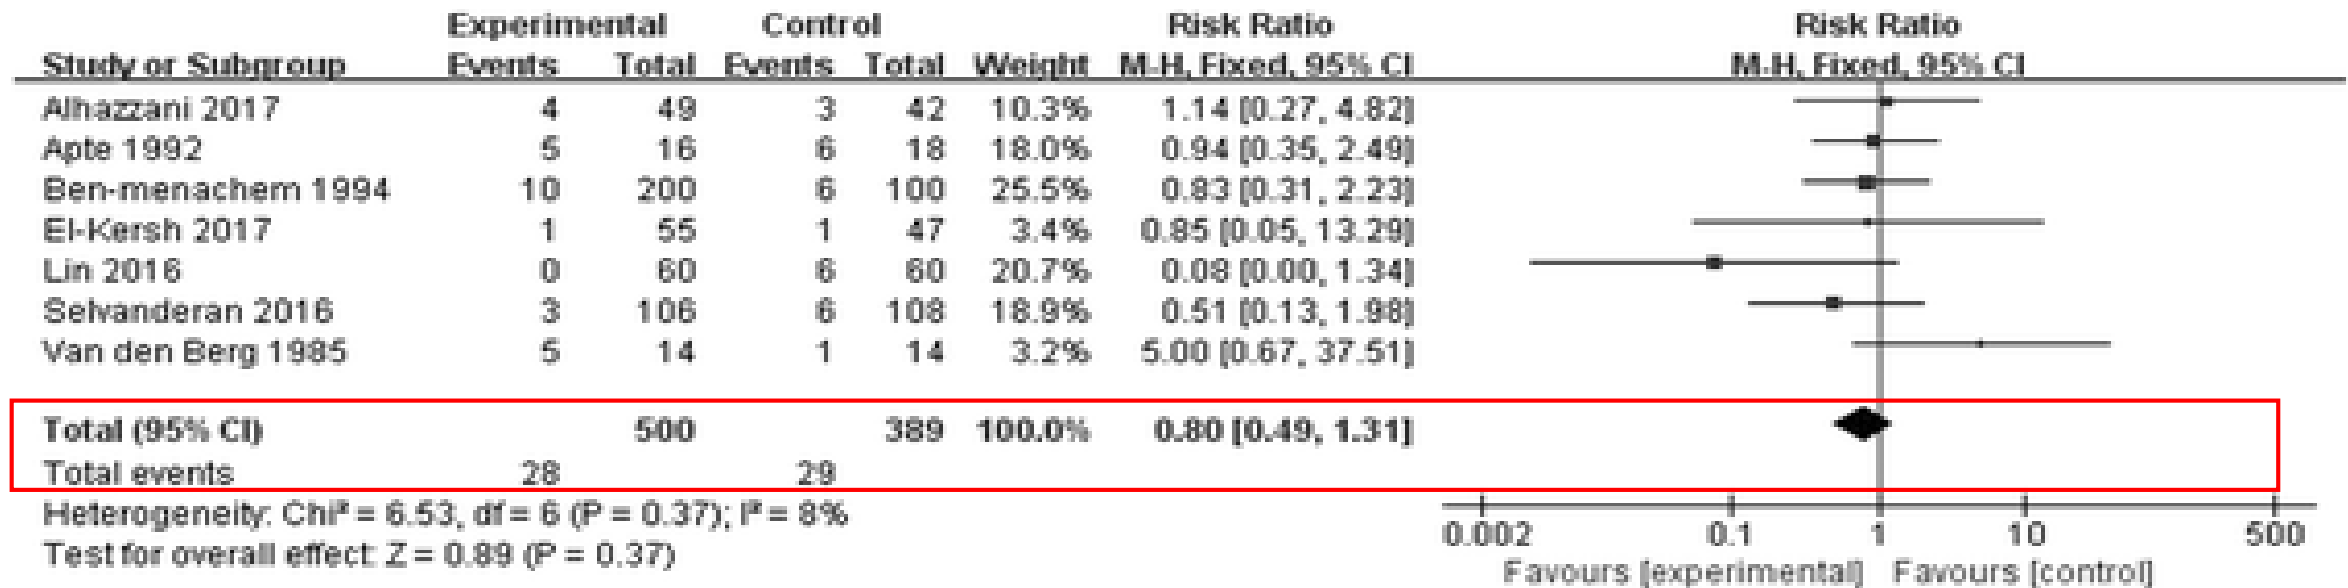 Experimental Control Risk Ratio Risk Ratio
Study or Subgroup Events Total Events Total Weight M-H, Fixed, 95% CI M-H, Fixed, 95% CI
Alhazzani 2017 4 49 3 42 10.3% 1.14 [0.27, 4.82]
Apte 1992 5 16 6 18 18.0% 0.94 [0.35, 2.49]
Ben-menachem 1994 10 200 6 100 25.5% 0.83 [0.31, 2.23]
El-Kersh 2017 1 55 1 47 3.4% 0.85 [0.05, 13.29]
Lin 2016 0 60 6 60 20.7% 0.08 [0.00, 1.34]
Selvanderan 2016 3 106 6 108 18.9% 0.51 [0.13, 1.98]
Van den Berg 1985 5 14 1 14 3.2% 5.00 [0.67, 37.51]
Total (95% CI) 500 389 100.0% 0.80 [0.49, 1.31]
Total events 28 29
Heterogeneity: Chi² = 6.53, df = 6 (P = 0.37); I² = 8%
Test for overall effect: Z = 0.89 (P = 0.37)
0.002 0.1 1 10 500
Favours [experimental] Favours [control]